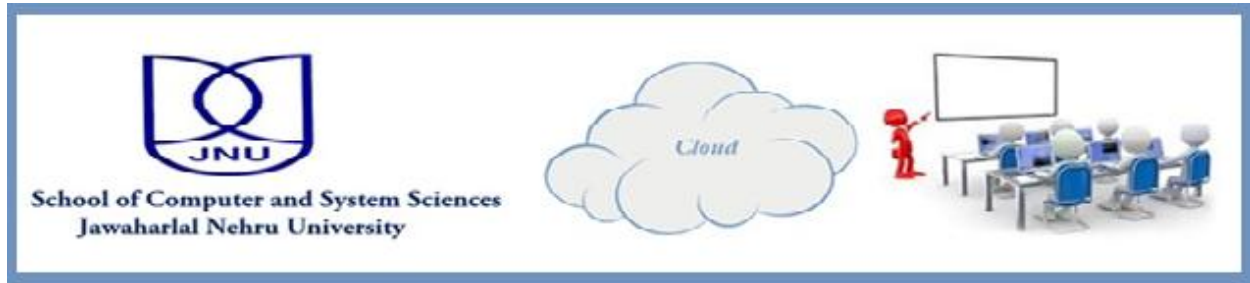 JNU
School of Computer and System Sciences
Jawaharlal Nehru University
Cloud